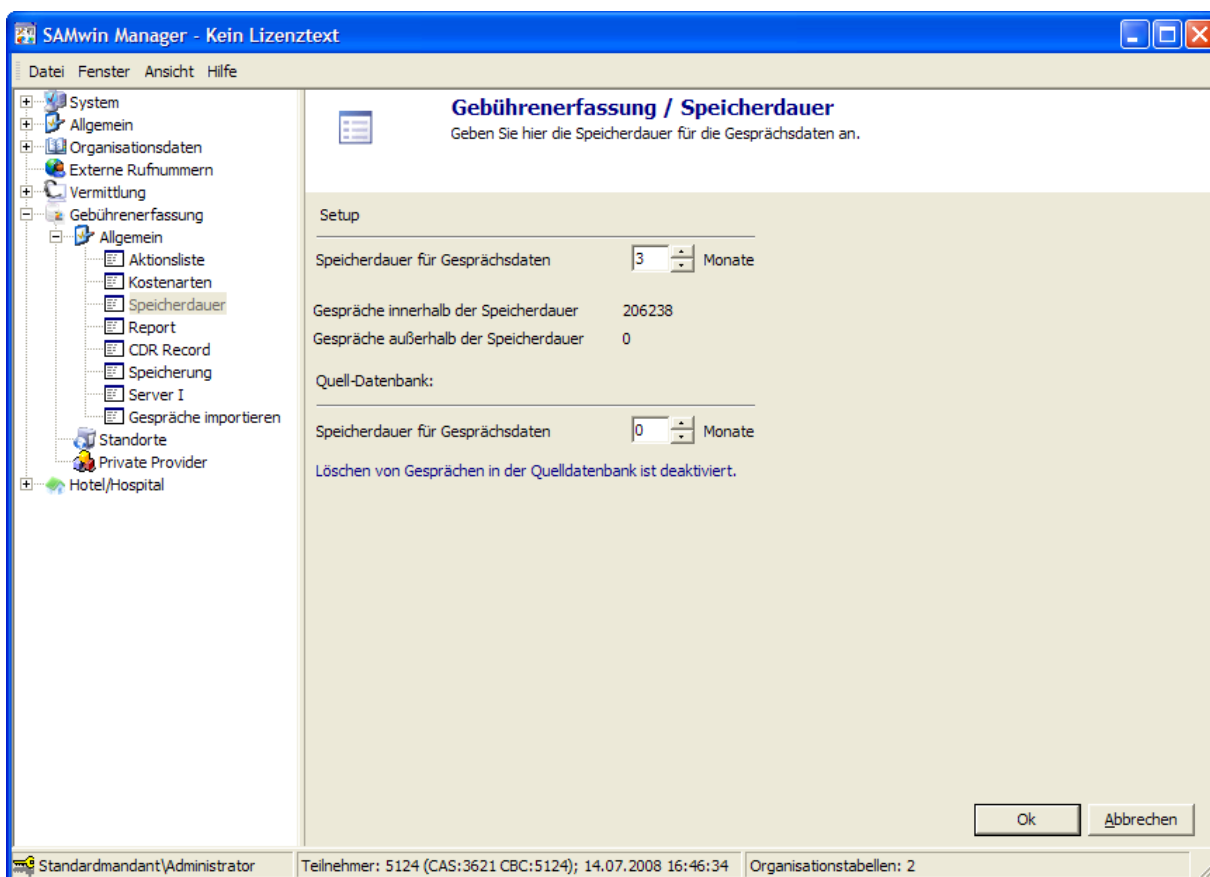 SAMwin Manager - Kein Lizenztext
Datei Fenster Ansicht Hilfe
System
Allgemein
Organisationsdaten
Externe Rufnummern
Vermittlung
Gebührenerfassung
Allgemein
Aktionsliste
Kostenarten
Speicherdauer
Report
CDR Record
Speicherung
Server I
Gespräche importieren
Standorte
Private Provider
Hotel/Hospital
Gebührenerfassung / Speicherdauer
Geben Sie hier die Speicherdauer für die Gesprächsdaten an.
Setup
Speicherdauer für Gesprächsdaten 3 Monate
Gespräche innerhalb der Speicherdauer 206238
Gespräche außerhalb der Speicherdauer 0
Quell-Datenbank:
Speicherdauer für Gesprächsdaten 0 Monate
Löschen von Gesprächen in der Quelldatenbank ist deaktiviert.
Ok Abbrechen
Standardmandant\Administrator Teilnehmer: 5124 (CAS:3621 CBC:5124); 14.07.2008 16:46:34 Organisationstabellen: 2